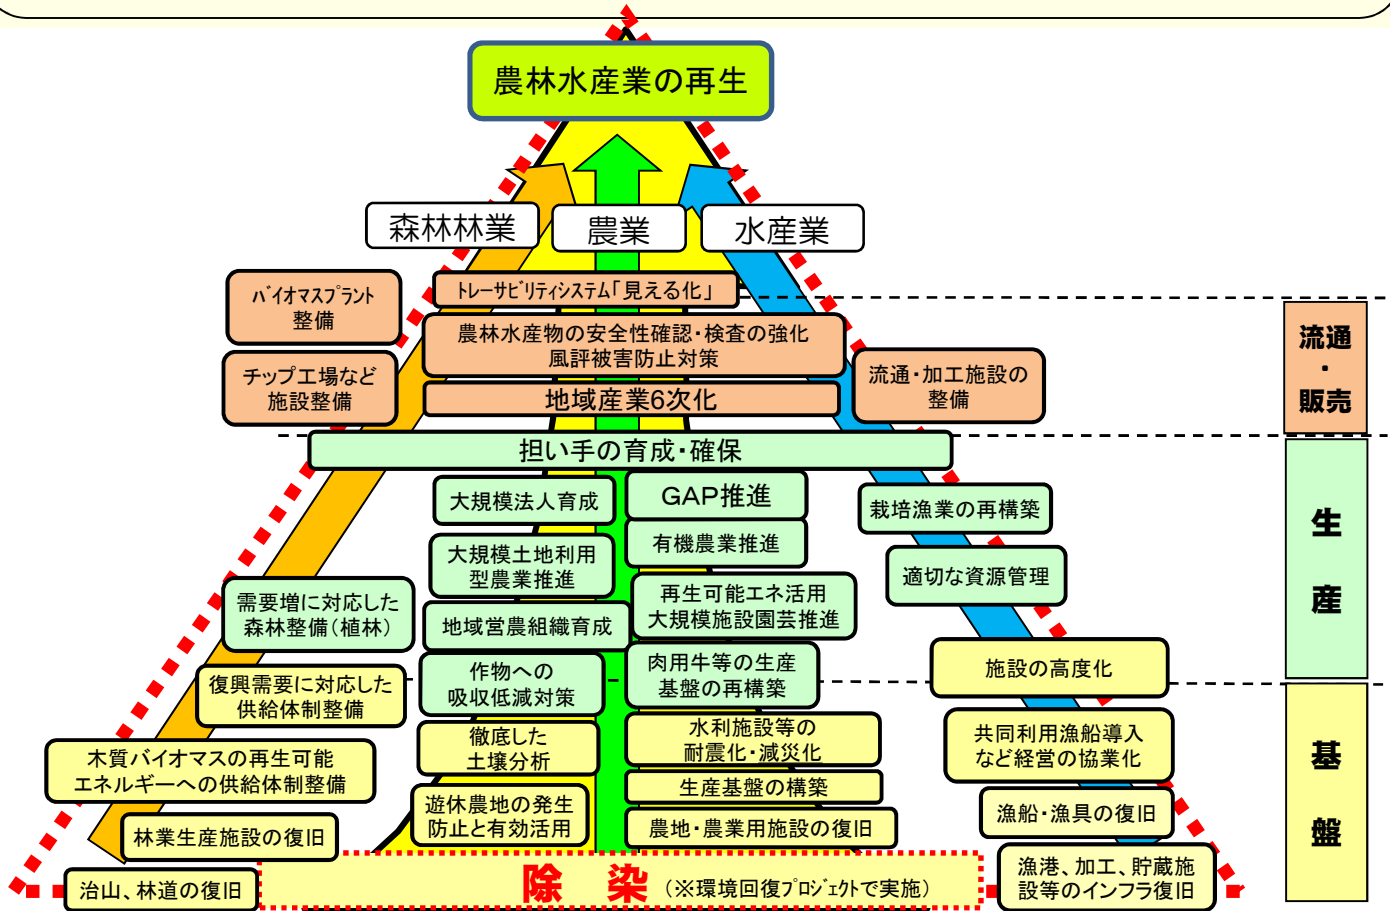 農林水産業の再生
森林林業
農業
水産業
バイオマスプラント
整備
トレーサビリティシステム「見える化」
農林水産物の安全性確認・検査の強化
風評被害防止対策
チップ工場など
施設整備
流通・加工施設の
整備
地域産業6次化
流通
・
販売
担い手の育成・確保
大規模法人育成
GAP推進
栽培漁業の再構築
大規模土地利用
型農業推進
有機農業推進
適切な資源管理
需要増に対応した
森林整備(植林)
地域営農組織育成
再生可能エネ活用
大規模施設園芸推進
作物への
吸収低減対策
肉用牛等の生産
基盤の再構築
生
産
復興需要に対応した
供給体制整備
施設の高度化
徹底した
土壌分析
水利施設等の
耐震化・減災化
共同利用漁船導入
など経営の協業化
木質バイオマスの再生可能
エネルギーへの供給体制整備
遊休農地の発生
防止と有効活用
生産基盤の構築
漁船・漁具の復旧
林業生産施設の復旧
農地・農業用施設の復旧
基
盤
治山、林道の復旧
除 染 (※環境回復プロジェクトで実施)
漁港、加工、貯蔵施
設等のインフラ復旧